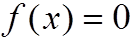 f(x) = 0